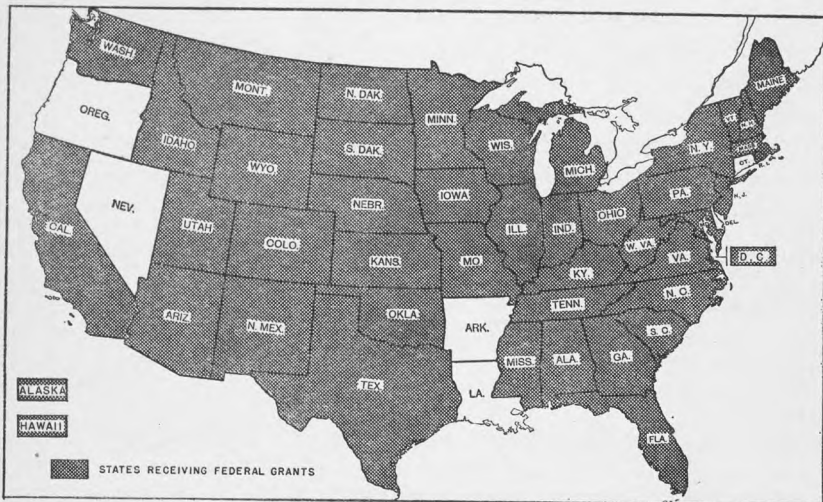 WASH.
OREG.
CAL.
NEV.
IDAHO
MONT.
WYO.
UTAH
COLO.
ARIZ.
N. MEX.
N. DAK.
S. DAK.
NEBR.
KANS.
OKLA.
TEX.
MINN.
IOWA
MO.
ARK.
LA.
WIS.
ILL.
MICH.
IND.
OHIO
KY.
TENN.
MISS.
ALA.
GA.
FLA.
S. C.
N. C.
VA.
W. VA.
PA.
N. Y.
MAINE
VT.
N. H.
MASS.
CT.
R. I.
N. J.
DEL.
MD.
D. C.
ALASKA
HAWAII
STATES RECEIVING FEDERAL GRANTS